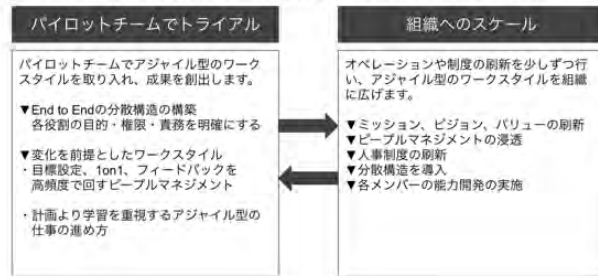 パイロットチームでトライアル
パイロットチームでアジャイル型のワーク
スタイルを取り入れ、成果を創出します。
▼End to Endの分散構造の構築
各役割の目的・権限・責務を明確にする
▼変化を前提としたワークスタイル
・目標設定、1on1、フィードバックを
高頻度で回すピープルマネジメント
・計画より学習を重視するアジャイル型の
仕事の進め方
組織へのスケール
オペレーションや制度の刷新を少しずつ行
い、アジャイル型のワークスタイルを組織
に広げます。
▼ミッション、ビジョン、バリューの刷新
▼ピープルマネジメントの浸透
▼人事制度の刷新
▼分散構造を導入
▼各メンバーの能力開発の実施